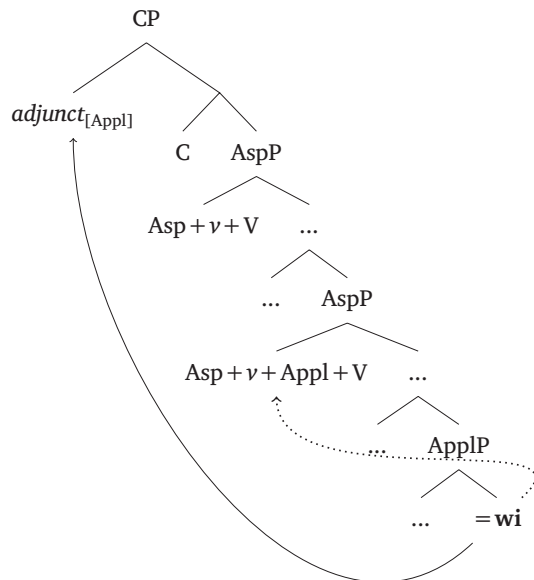 CP
adjunct[Appl]
C AspP
Asp + v + V ...
... AspP
Asp + v + Appl + V ...
... ApplP
... =wi